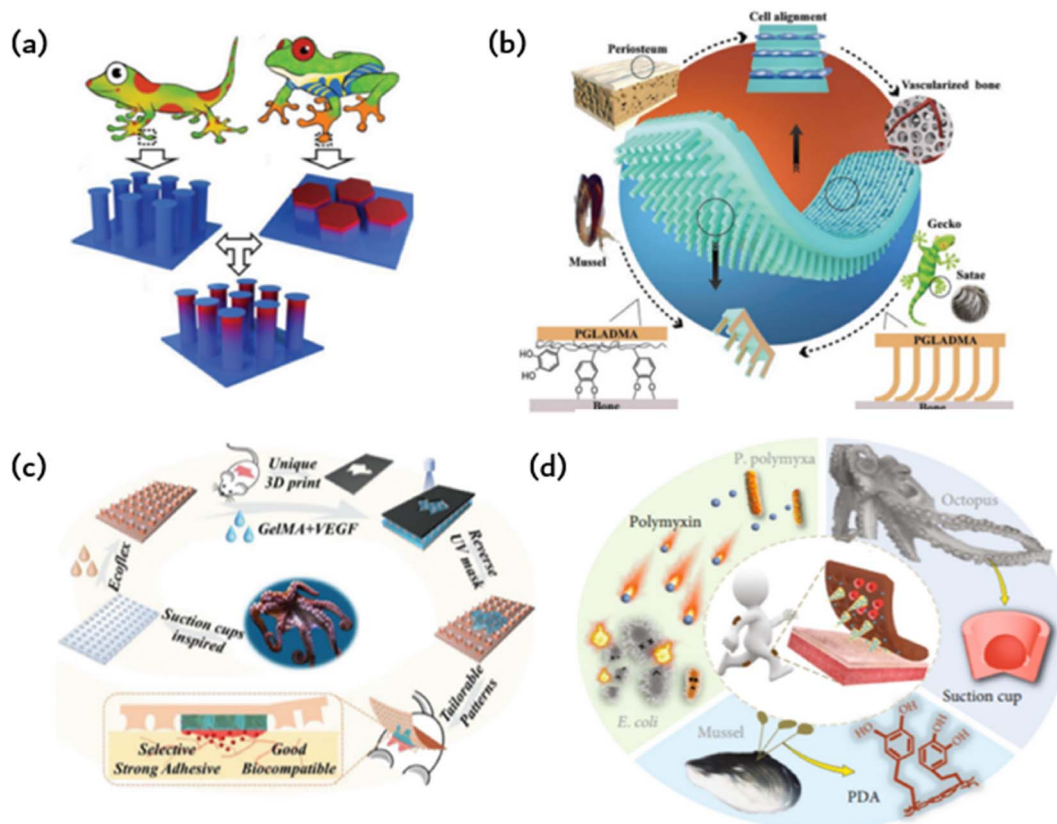 (a)
(b)
Cell alignment
Periosteum
Vascularized bone
Mussel
Gecko
Satae
PGLADMA
HO
HO
O
O
O
O
Bone
PGLADMA
Bone
(c)
Unique
3D print
GelMA+VEGF
Ecoflex
Reverse
UV mask
Suction cups
inspired
Tailorable
Patterns
Selective
Strong Adhesive
Good
Biocompatible
(d)
P. polymyxa
Polymyxin
E. coli
Octopus
Suction cup
Mussel
PDA
HO
OH
HO
OH